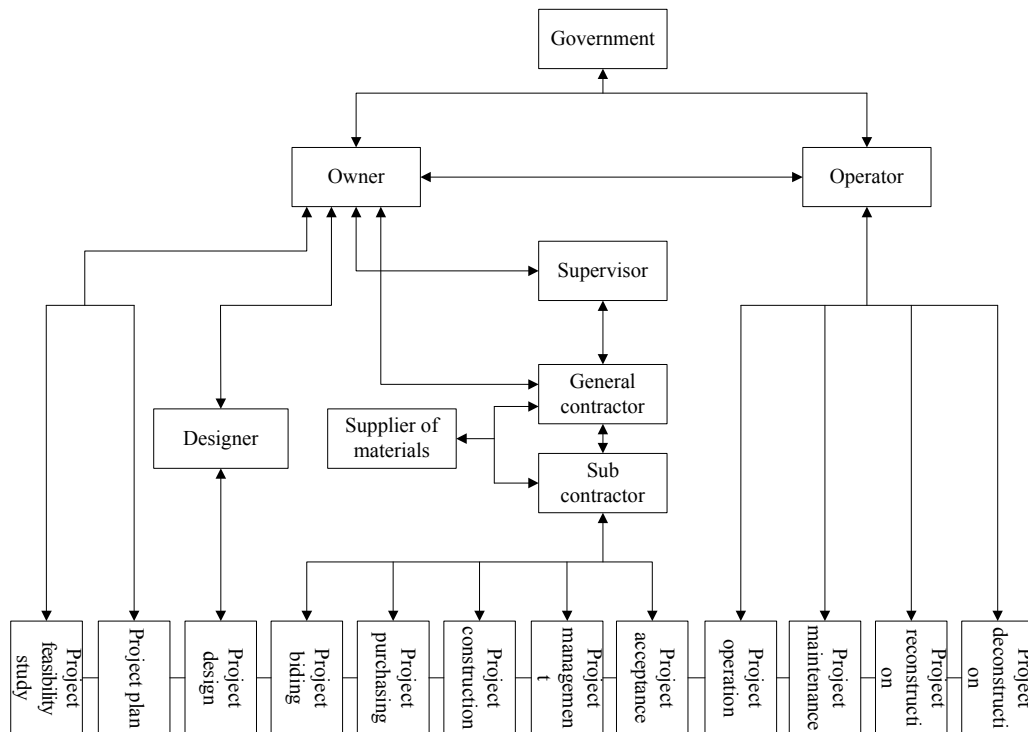 Government
Owner
Operator
Supervisor
General
contractor
Designer
Supplier of
materials
Sub
contractor
Project
feasibility
study
Project plan
Project
design
Project
biding
Project
purchasing
Project
construction
Project
managemen
t
Project
acceptance
Project
operation
Project
maintenance
Project
reconstructi
on
Project
deconstructi
on